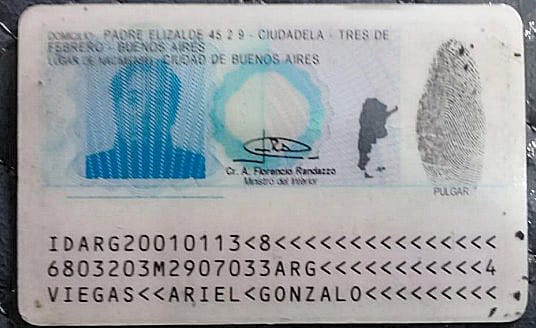 DOMICILIO: PADRE ELIZALDE 45 2 9 - CIUDADELA - TRES DE
FEBRERO - BUENOS AIRES
LUGAR DE NACIMIENTO: CIUDAD DE BUENOS AIRES
Cr. A. Florencio Randazzo
Ministro del Interior
PULGAR
IDARG20010113<8<<<<<<<<<<<<<<<
6803203M2907033ARG<<<<<<<<<<<4
VIEGAS<<ARIEL<GONZALO<<<<<<<<<